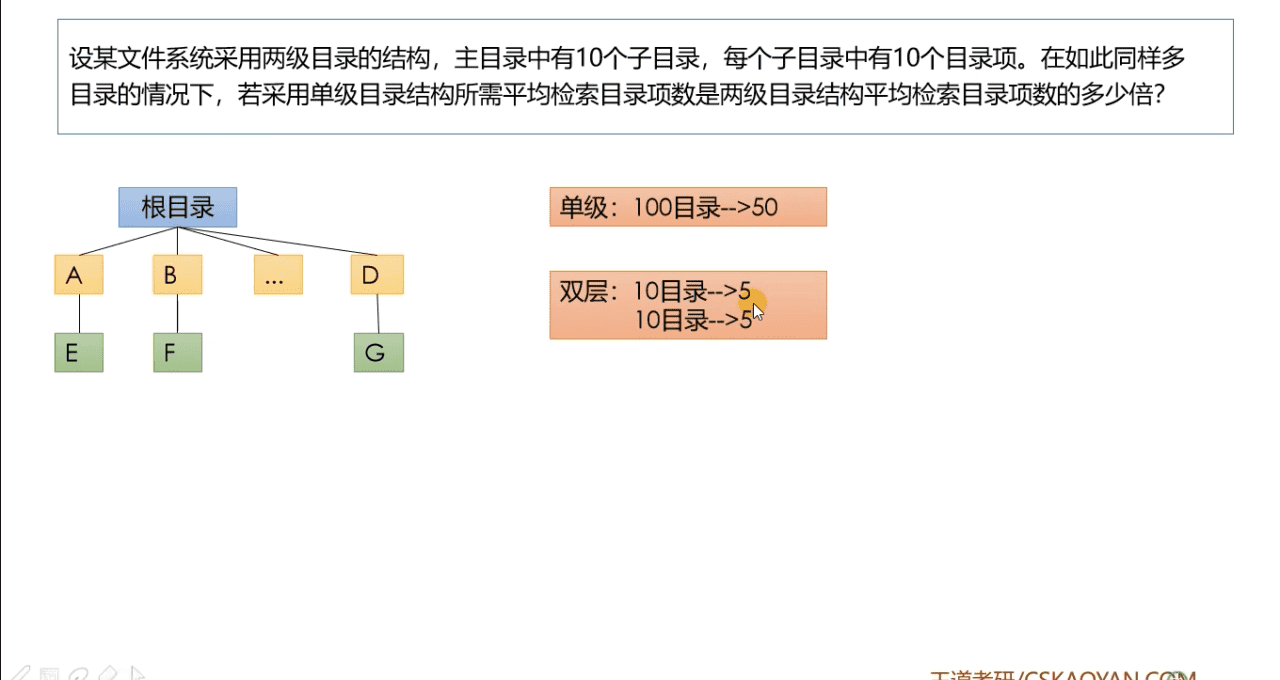 设某文件系统采用两级目录的结构，主目录中有10个子目录，每个子目录中有10个目录项。在如此同样多
目录的情况下，若采用单级目录结构所需平均检索目录项数是两级目录结构平均检索目录项数的多少倍？
根目录
单级：100目录-->50
A
B
...
D
双层：10目录-->5
10目录-->5
E
F
G
王道考研/CSKAOYAN.COM